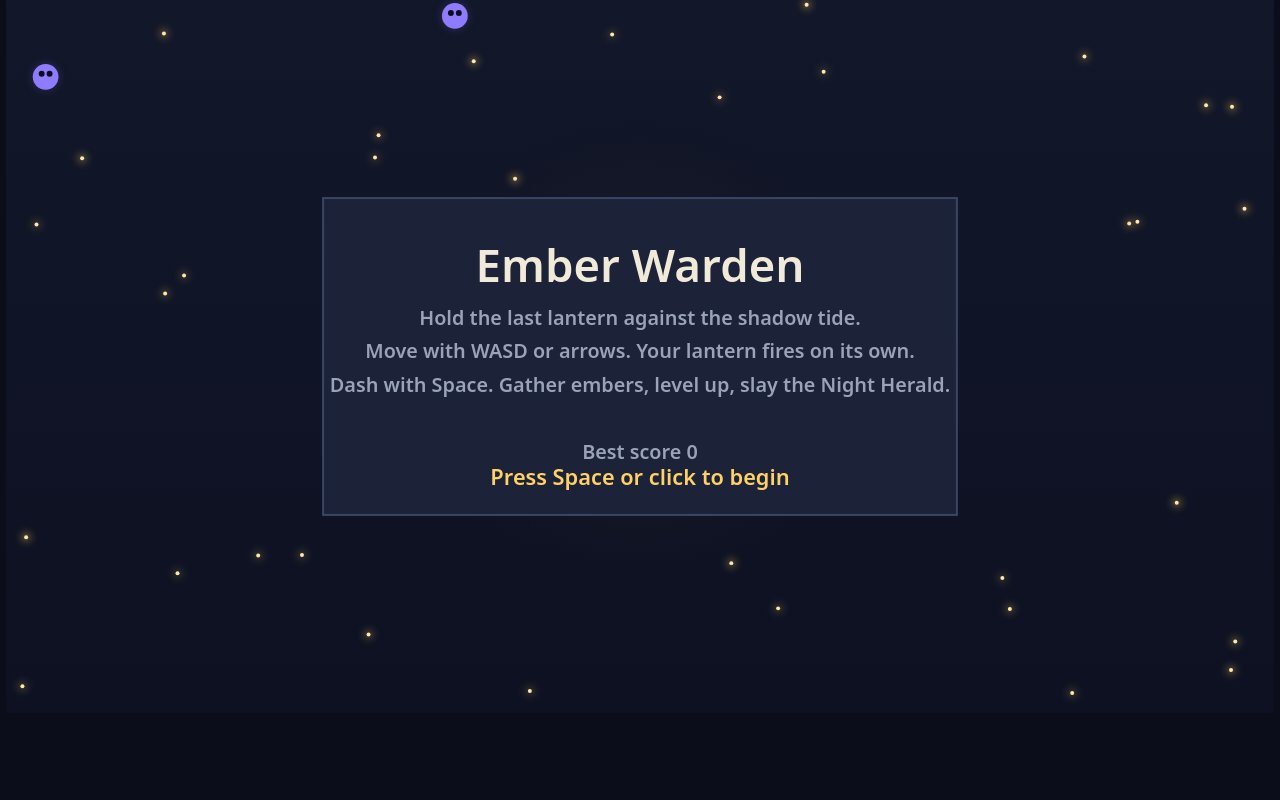 Ember Warden
Hold the last lantern against the shadow tide.
Move with WASD or arrows. Your lantern fires on its own.
Dash with Space. Gather embers, level up, slay the Night Herald.
Best score 0
Press Space or click to begin